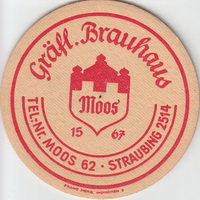 Gräfl. Brauhaus
Moos
15 67
TEL: Nr. MOOS 62 · STRAUBING 2514